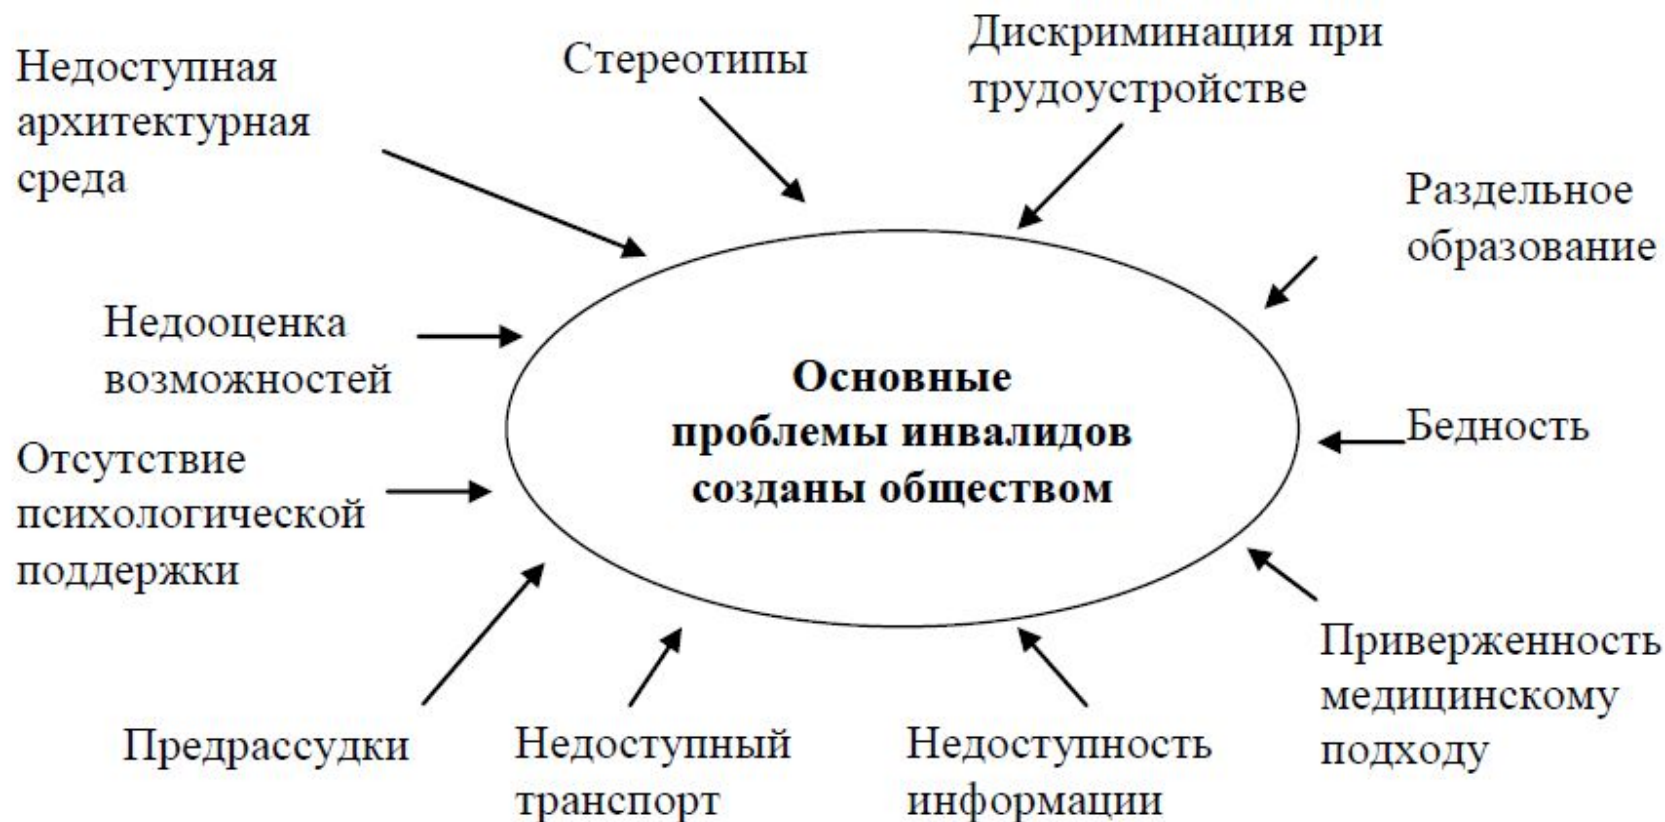 Недоступная
архитектурная
среда
Стереотипы
Дискриминация при
трудоустройстве
Раздельное
образование
Недооценка
возможностей
Основные
проблемы инвалидов
созданы обществом
Бедность
Отсутствие
психологической
поддержки
Приверженность
медицинскому
подходу
Предрассудки
Недоступный
транспорт
Недоступность
информации